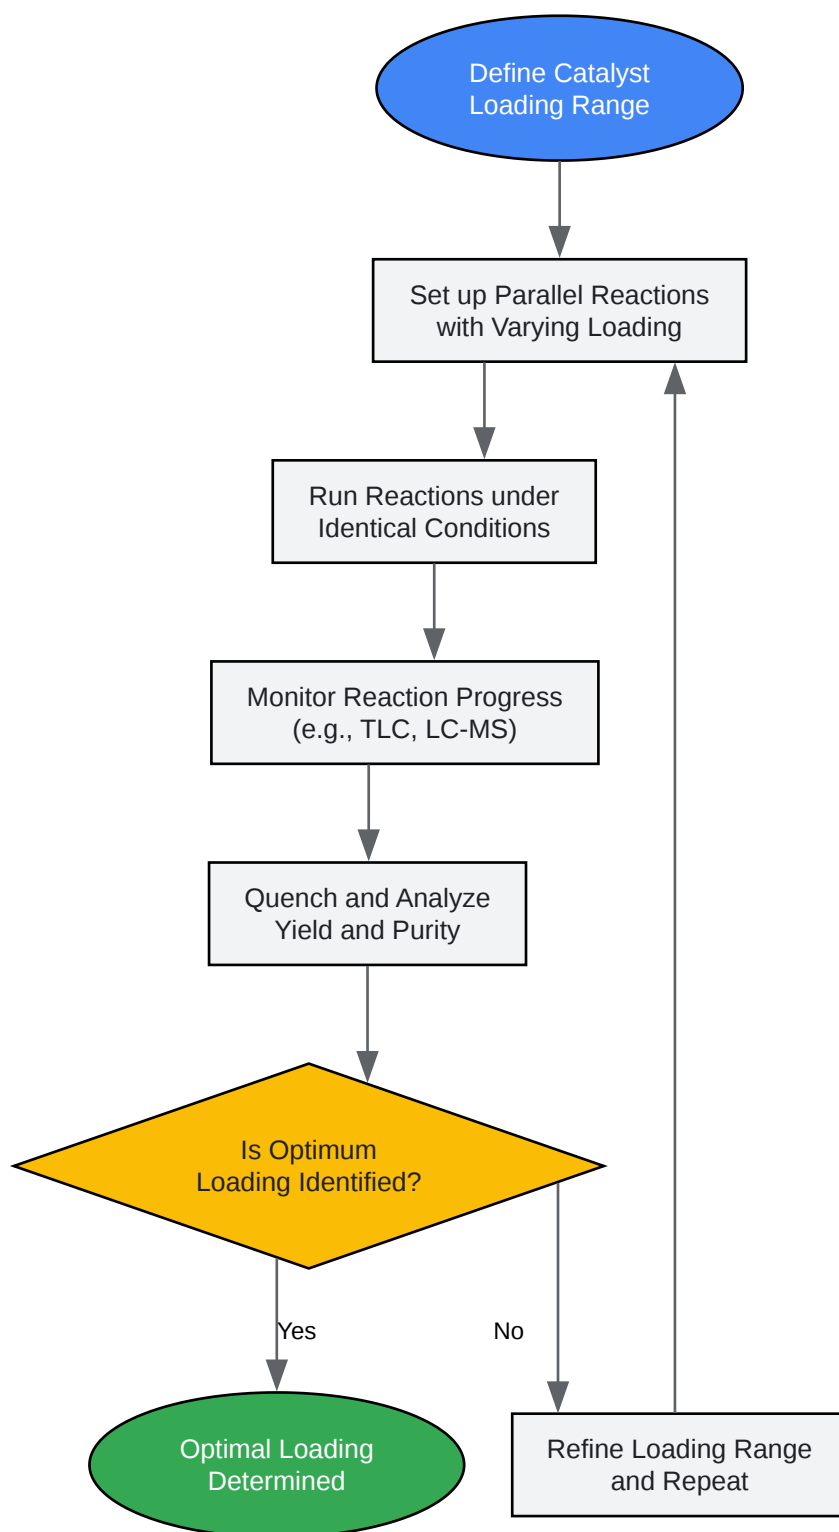 Define Catalyst
Loading Range
Set up Parallel Reactions
with Varying Loading
Run Reactions under
Identical Conditions
Monitor Reaction Progress
(e.g., TLC, LC-MS)
Quench and Analyze
Yield and Purity
Is Optimum
Loading Identified?
Yes
No
Optimal Loading
Determined
Refine Loading Range
and Repeat